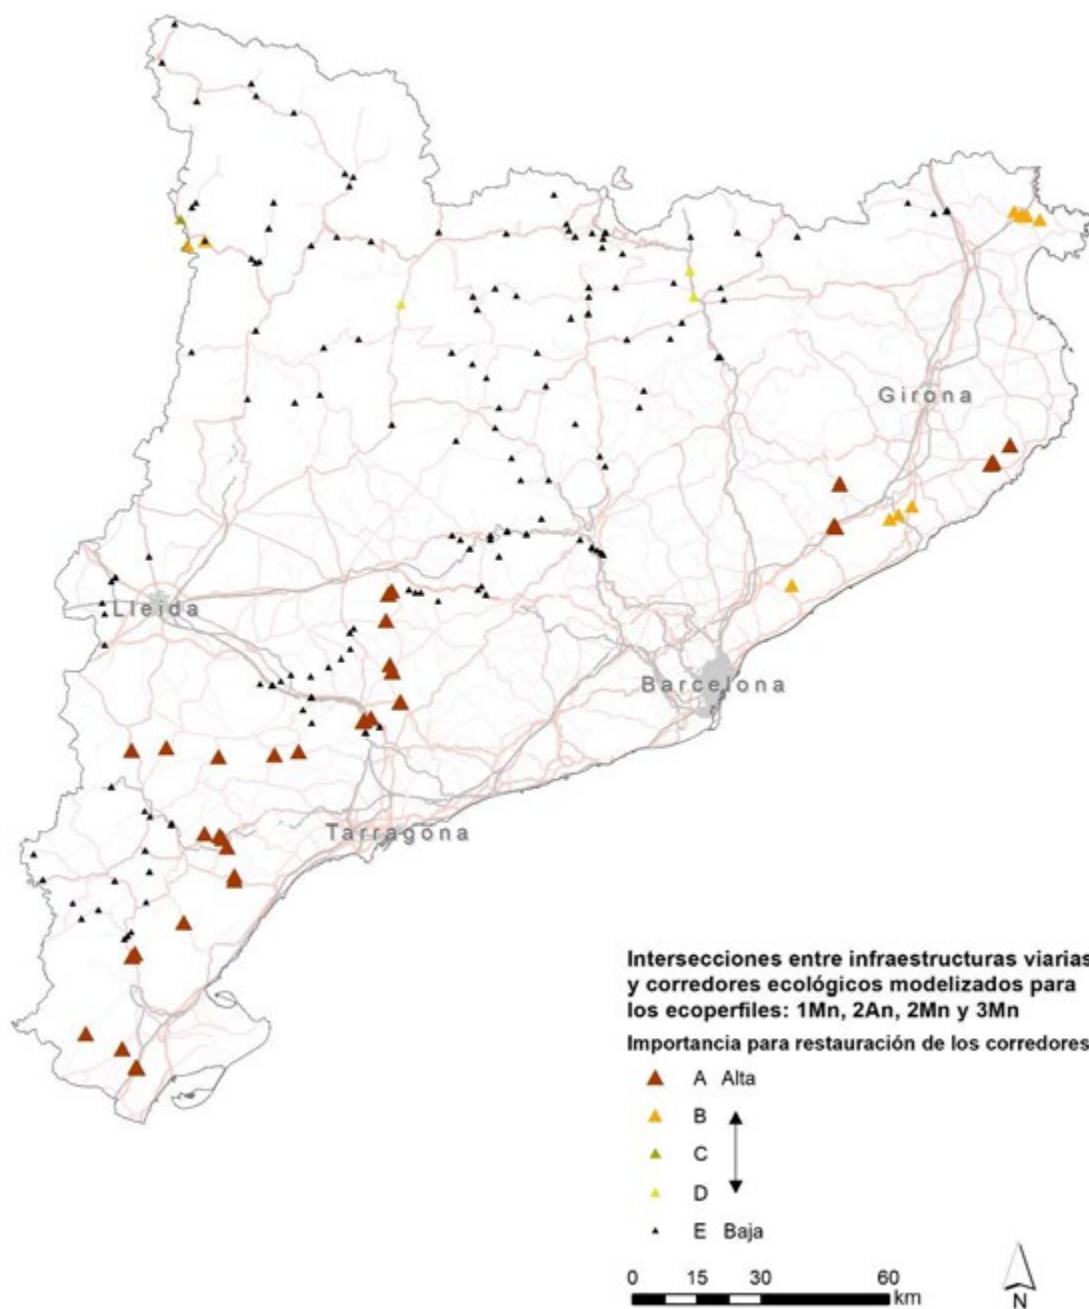 Girona
Lleida
Barcelona
Tarragona
Intersecciones entre infraestructuras viarias
y corredores ecológicos modelizados para
los ecoperfiles: 1Mn, 2An, 2Mn y 3Mn
Importancia para restauración de los corredores
A Alta
B
C
D
E Baja
0 15 30 60
km
N